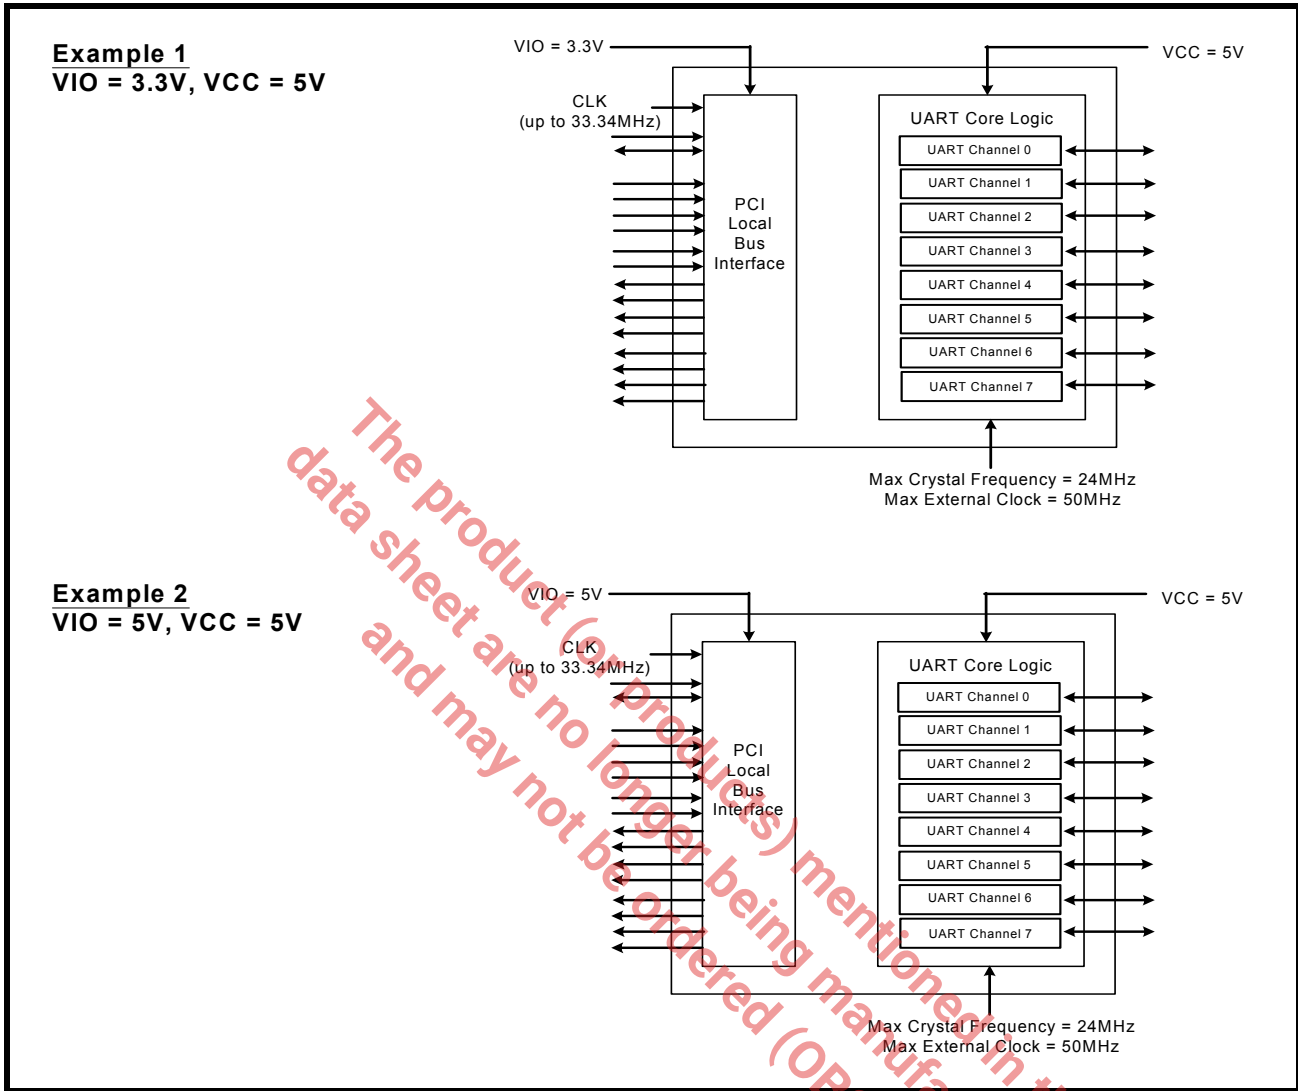 Example 1
VIO = 3.3V, VCC = 5V
VIO = 3.3V
VCC = 5V
CLK
(up to 33.34MHz)
PCI
Local
Bus
Interface
UART Core Logic
UART Channel 0
UART Channel 1
UART Channel 2
UART Channel 3
UART Channel 4
UART Channel 5
UART Channel 6
UART Channel 7
Max Crystal Frequency = 24MHz
Max External Clock = 50MHz
Example 2
VIO = 5V, VCC = 5V
VIO = 5V
VCC = 5V
CLK
(up to 33.34MHz)
PCI
Local
Bus
Interface
UART Core Logic
UART Channel 0
UART Channel 1
UART Channel 2
UART Channel 3
UART Channel 4
UART Channel 5
UART Channel 6
UART Channel 7
Max Crystal Frequency = 24MHz
Max External Clock = 50MHz
The product (or products) mentioned in
data sheet are no longer being
and may not be ordered